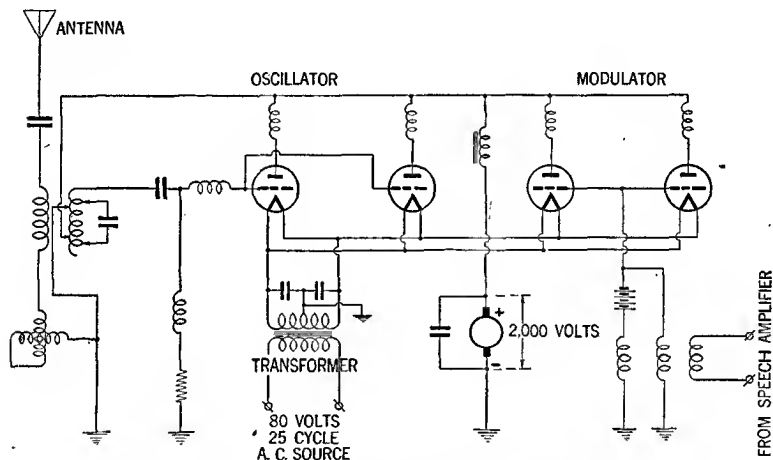 ANTENNA
OSCILLATOR
MODULATOR
+
2,000 VOLTS
-
TRANSFORMER
80 VOLTS
25 CYCLE
A. C. SOURCE
FROM SPEECH AMPLIFIER